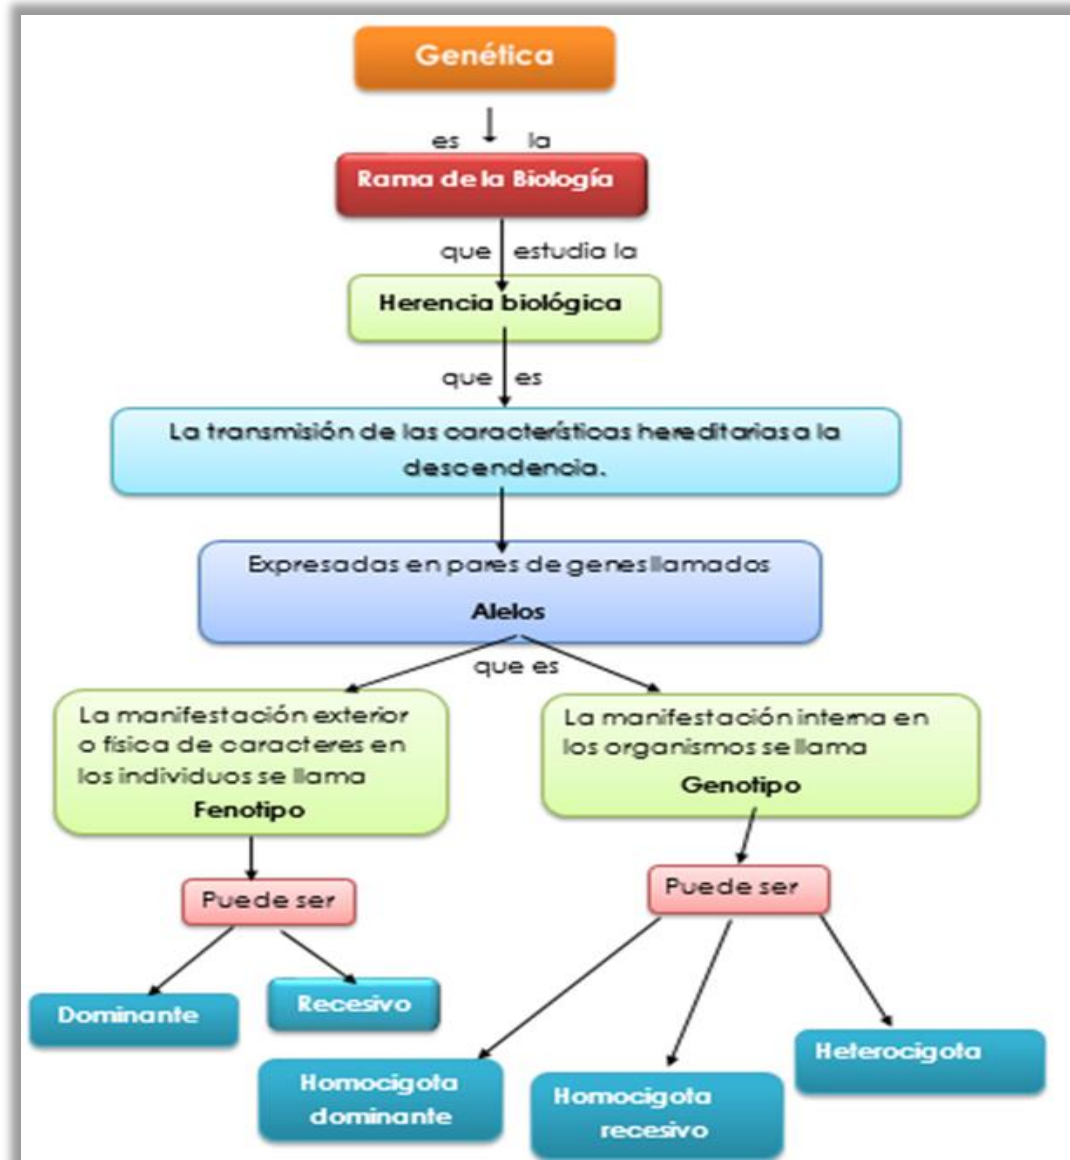 Genética
es la
Rama de la Biología
que estudia la
Herencia biológica
que es
La transmisión de las características hereditarias a la
descendencia.
Expresadas en pares de genes llamados
Alelos
que es
La manifestación exterior
o física de caracteres en
los individuos se llama
Fenotipo
La manifestación interna en
los organismos se llama
Genotipo
Puede ser
Puede ser
Dominante
Recesivo
Homocigota
dominante
Homocigota
recesivo
Heterocigota